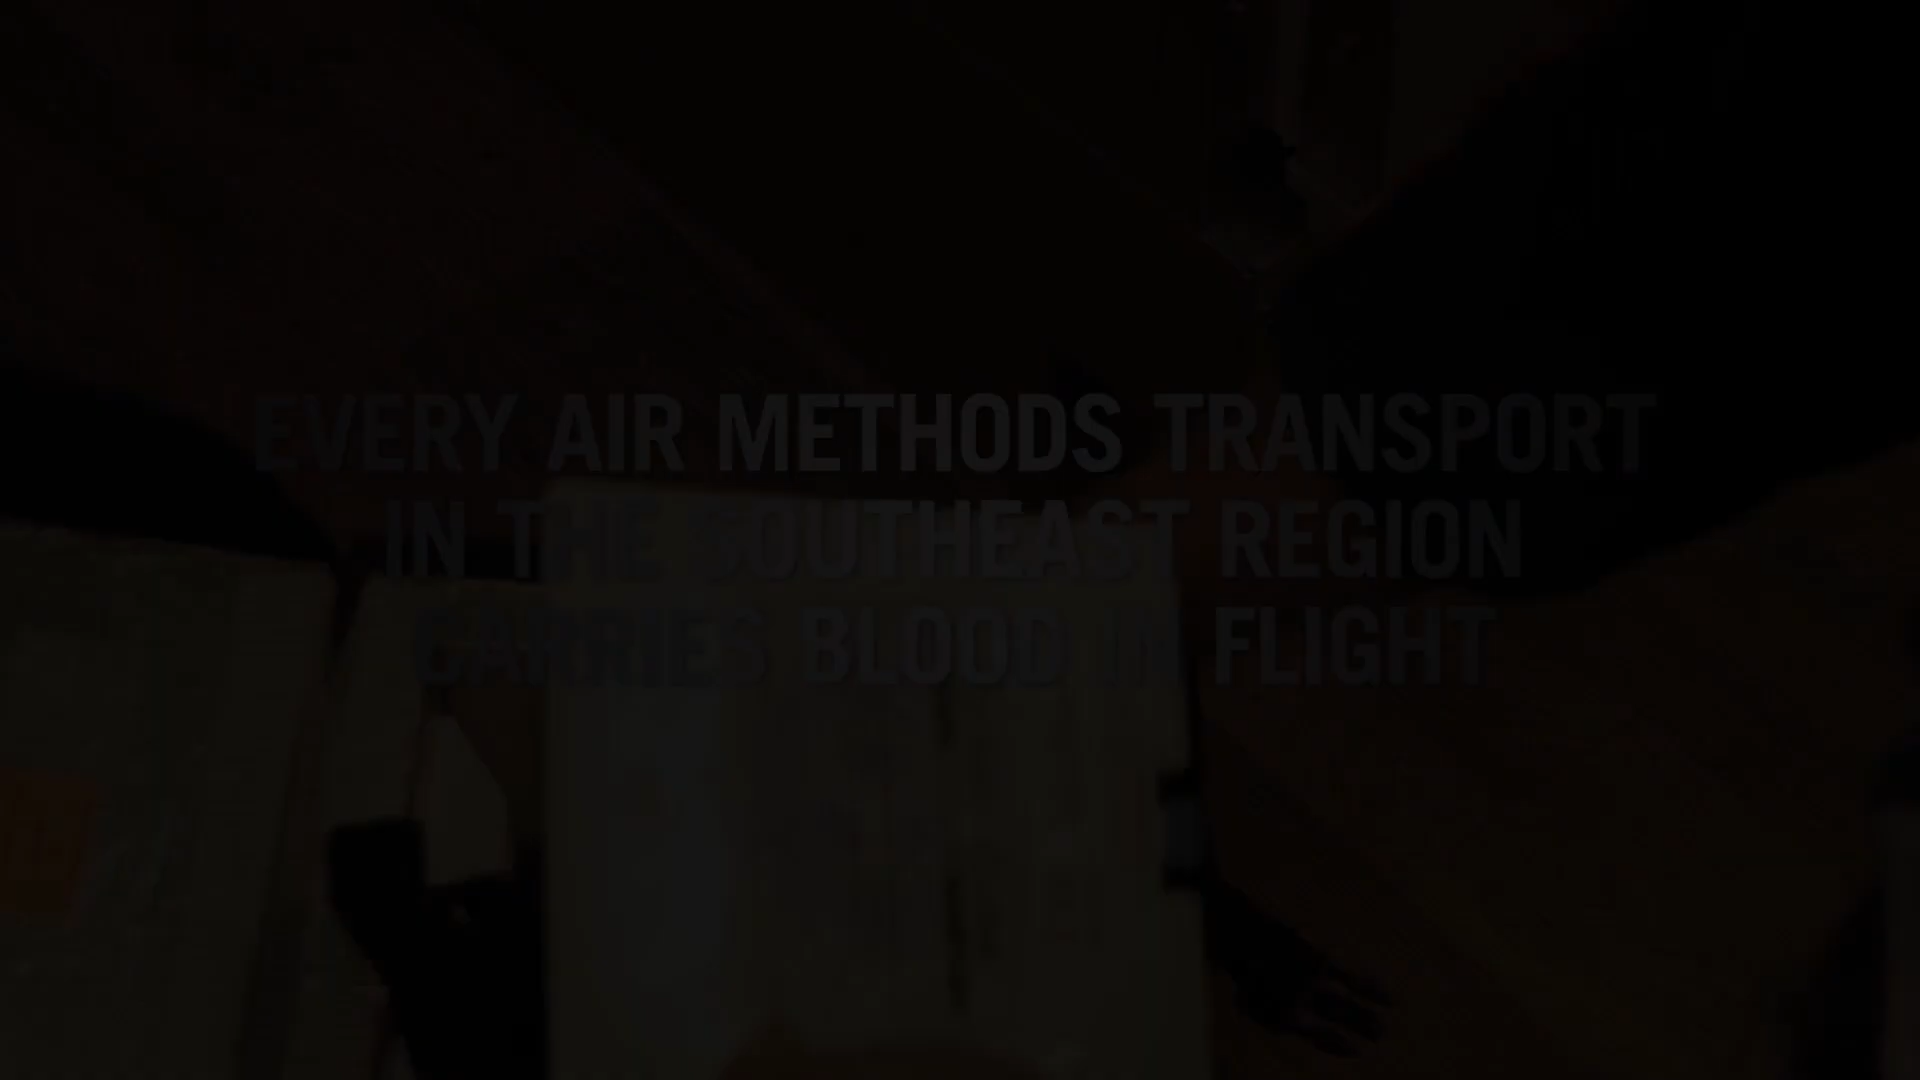 EVERY AIR METHODS TRANSPORT
IN THE SOUTHEAST REGION
CARRIES BLOOD IN FLIGHT